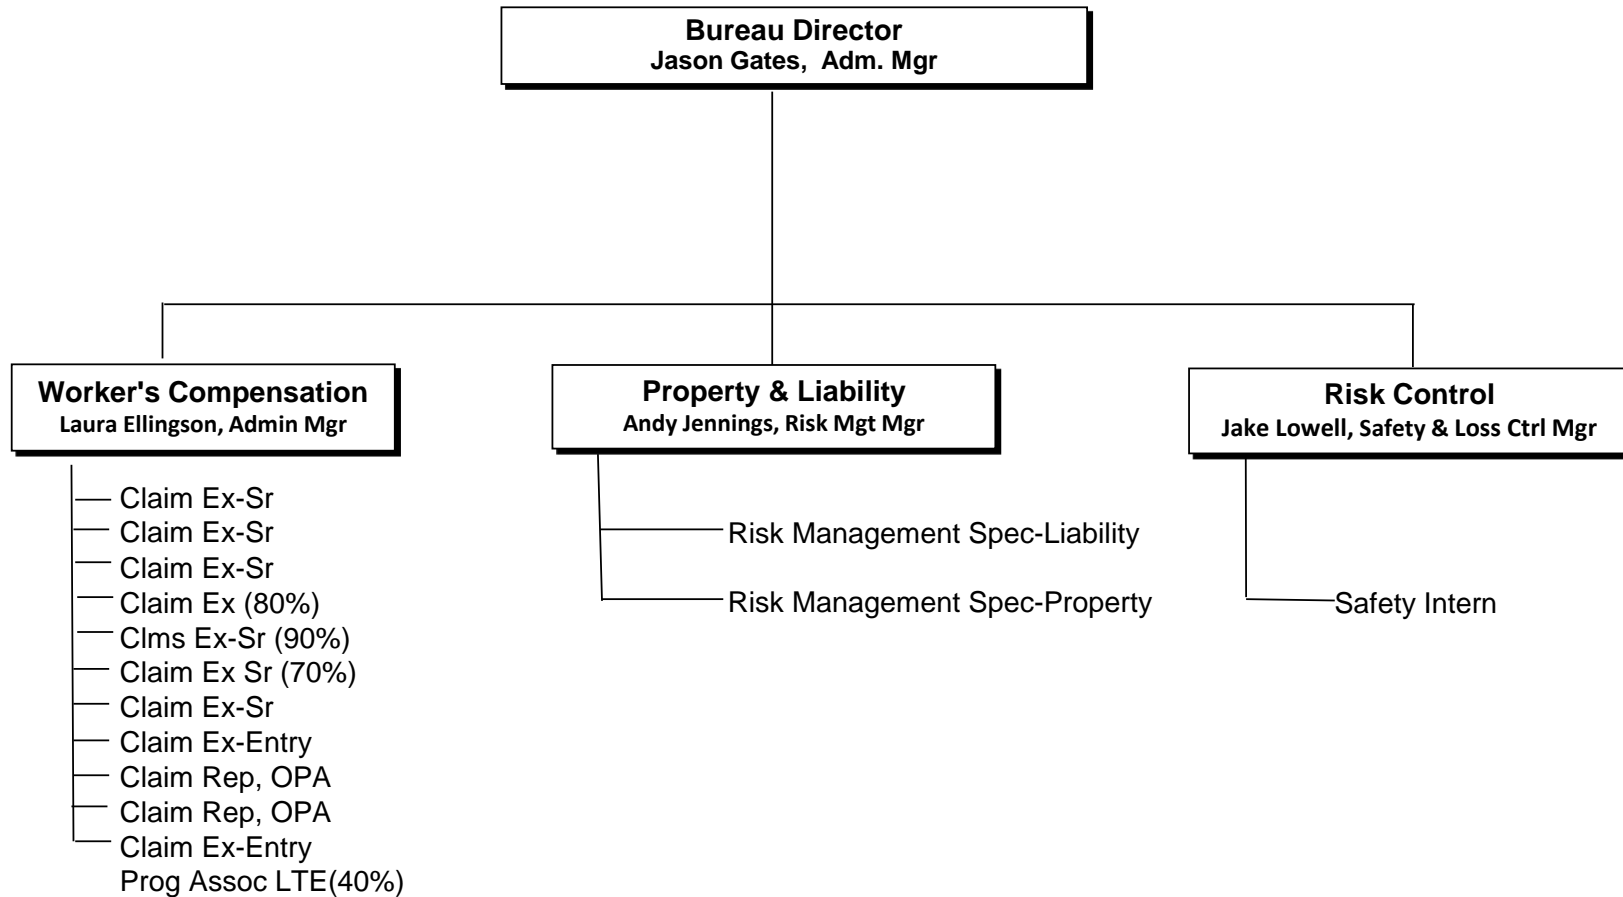 Bureau Director
Jason Gates, Adm. Mgr
Worker's Compensation
Laura Ellingson, Admin Mgr
Claim Ex-Sr
Claim Ex-Sr
Claim Ex-Sr
Claim Ex (80%)
Clms Ex-Sr (90%)
Claim Ex Sr (70%)
Claim Ex-Sr
Claim Ex-Entry
Claim Rep, OPA
Claim Rep, OPA
Claim Ex-Entry
Prog Assoc LTE(40%)
Property & Liability
Andy Jennings, Risk Mgt Mgr
Risk Management Spec-Liability
Risk Management Spec-Property
Risk Control
Jake Lowell, Safety & Loss Ctrl Mgr
Safety Intern